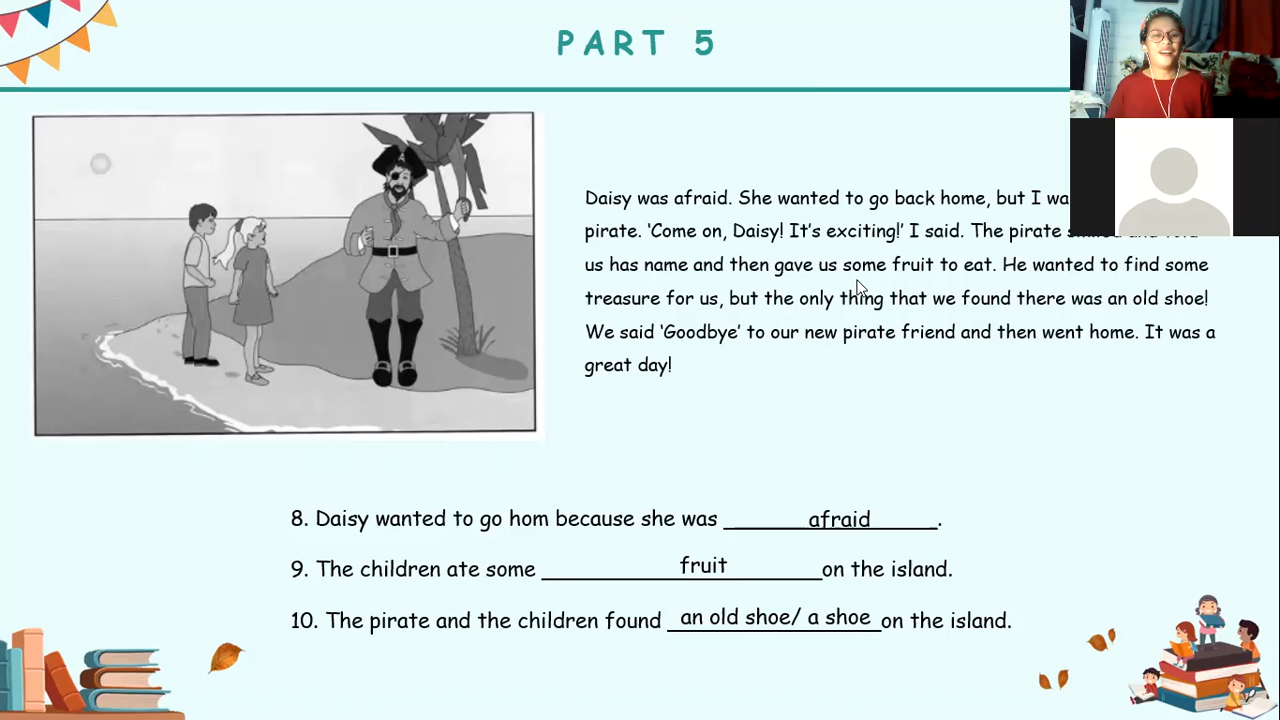 PART 5
Daisy was afraid. She wanted to go back home, but I
pirate. ‘Come on, Daisy! It’s exciting!’ I said. The pirate
us has name and then gave us some fruit to eat. He wanted to find some
treasure for us, but the only thing that we found there was an old shoe!
We said ‘Goodbye’ to our new pirate friend and then went home. It was a
great day!
8. Daisy wanted to go hom because she was afraid.
9. The children ate some fruit on the island.
10. The pirate and the children found an old shoe/ a shoe on the island.